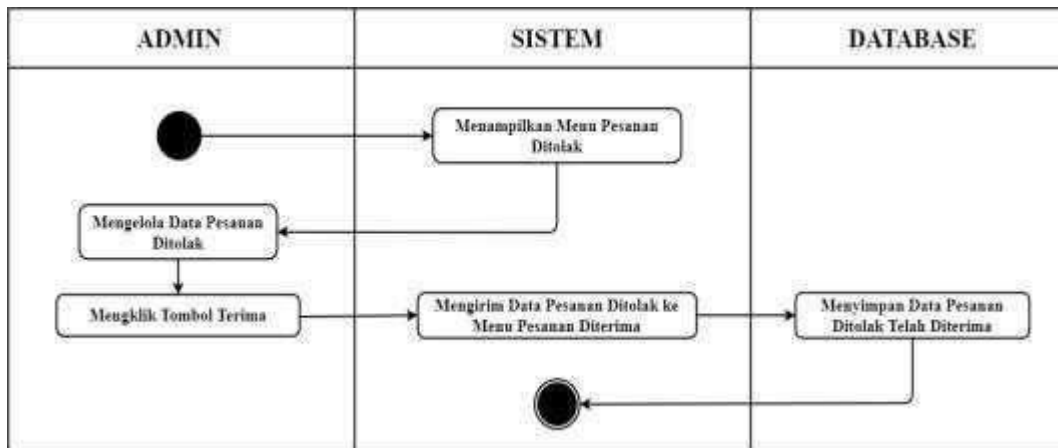 ADMIN
SISTEM
DATABASE
Menampilkan Menu Pesanan
Ditolak
Mengelola Data Pesanan
Ditolak
Mengklik Tombol Terima
Mengirim Data Pesanan Ditolak ke
Menu Pesanan Diterima
Menyimpan Data Pesanan
Ditolak Telah Diterima